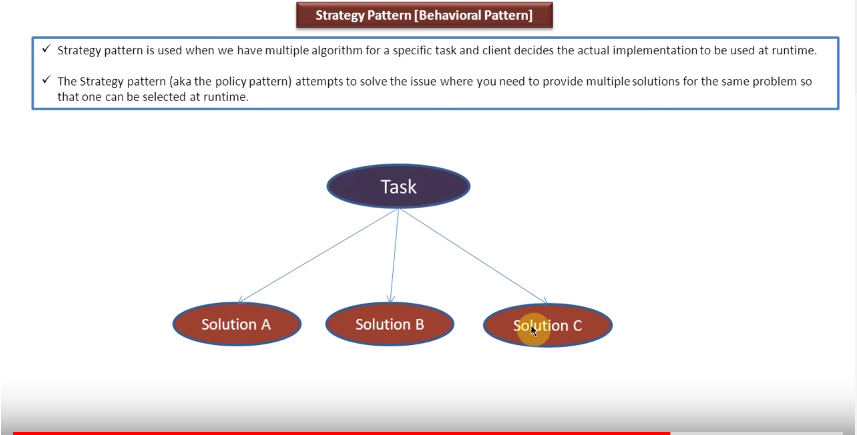 Strategy Pattern [Behavioral Pattern]
✓ Strategy pattern is used when we have multiple algorithm for a specific task and client decides the actual implementation to be used at runtime.
✓ The Strategy pattern (aka the policy pattern) attempts to solve the issue where you need to provide multiple solutions for the same problem so
that one can be selected at runtime.
Task
Solution A
Solution B
Solution C